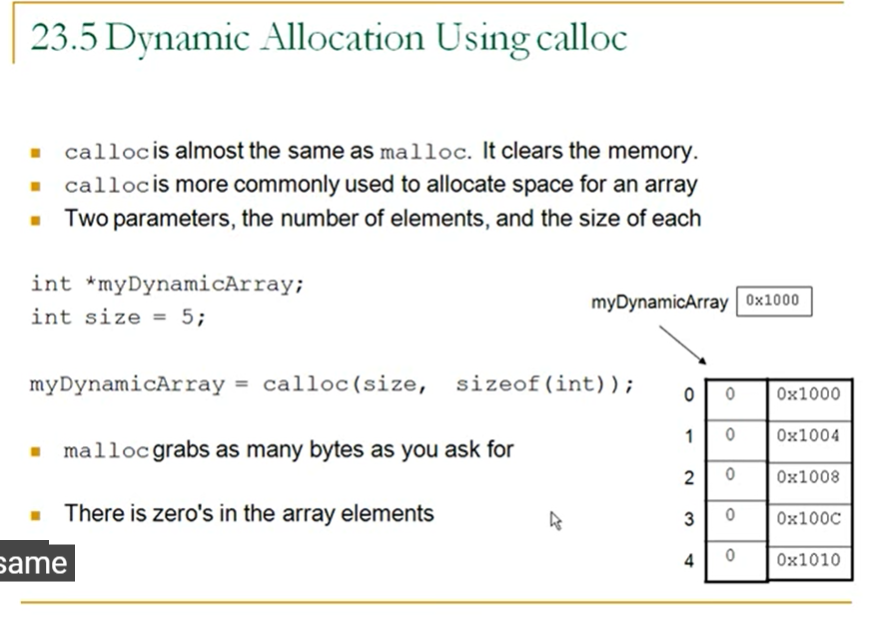 23.5 Dynamic Allocation Using calloc
calloc is almost the same as malloc. It clears the memory.
calloc is more commonly used to allocate space for an array
Two parameters, the number of elements, and the size of each
int *myDynamicArray;
int size = 5;
myDynamicArray 0x1000
myDynamicArray = calloc(size, sizeof(int));
0 0 0x1000
1 0 0x1004
2 0 0x1008
3 0 0x100C
4 0 0x1010
malloc grabs as many bytes as you ask for
There is zero's in the array elements
same